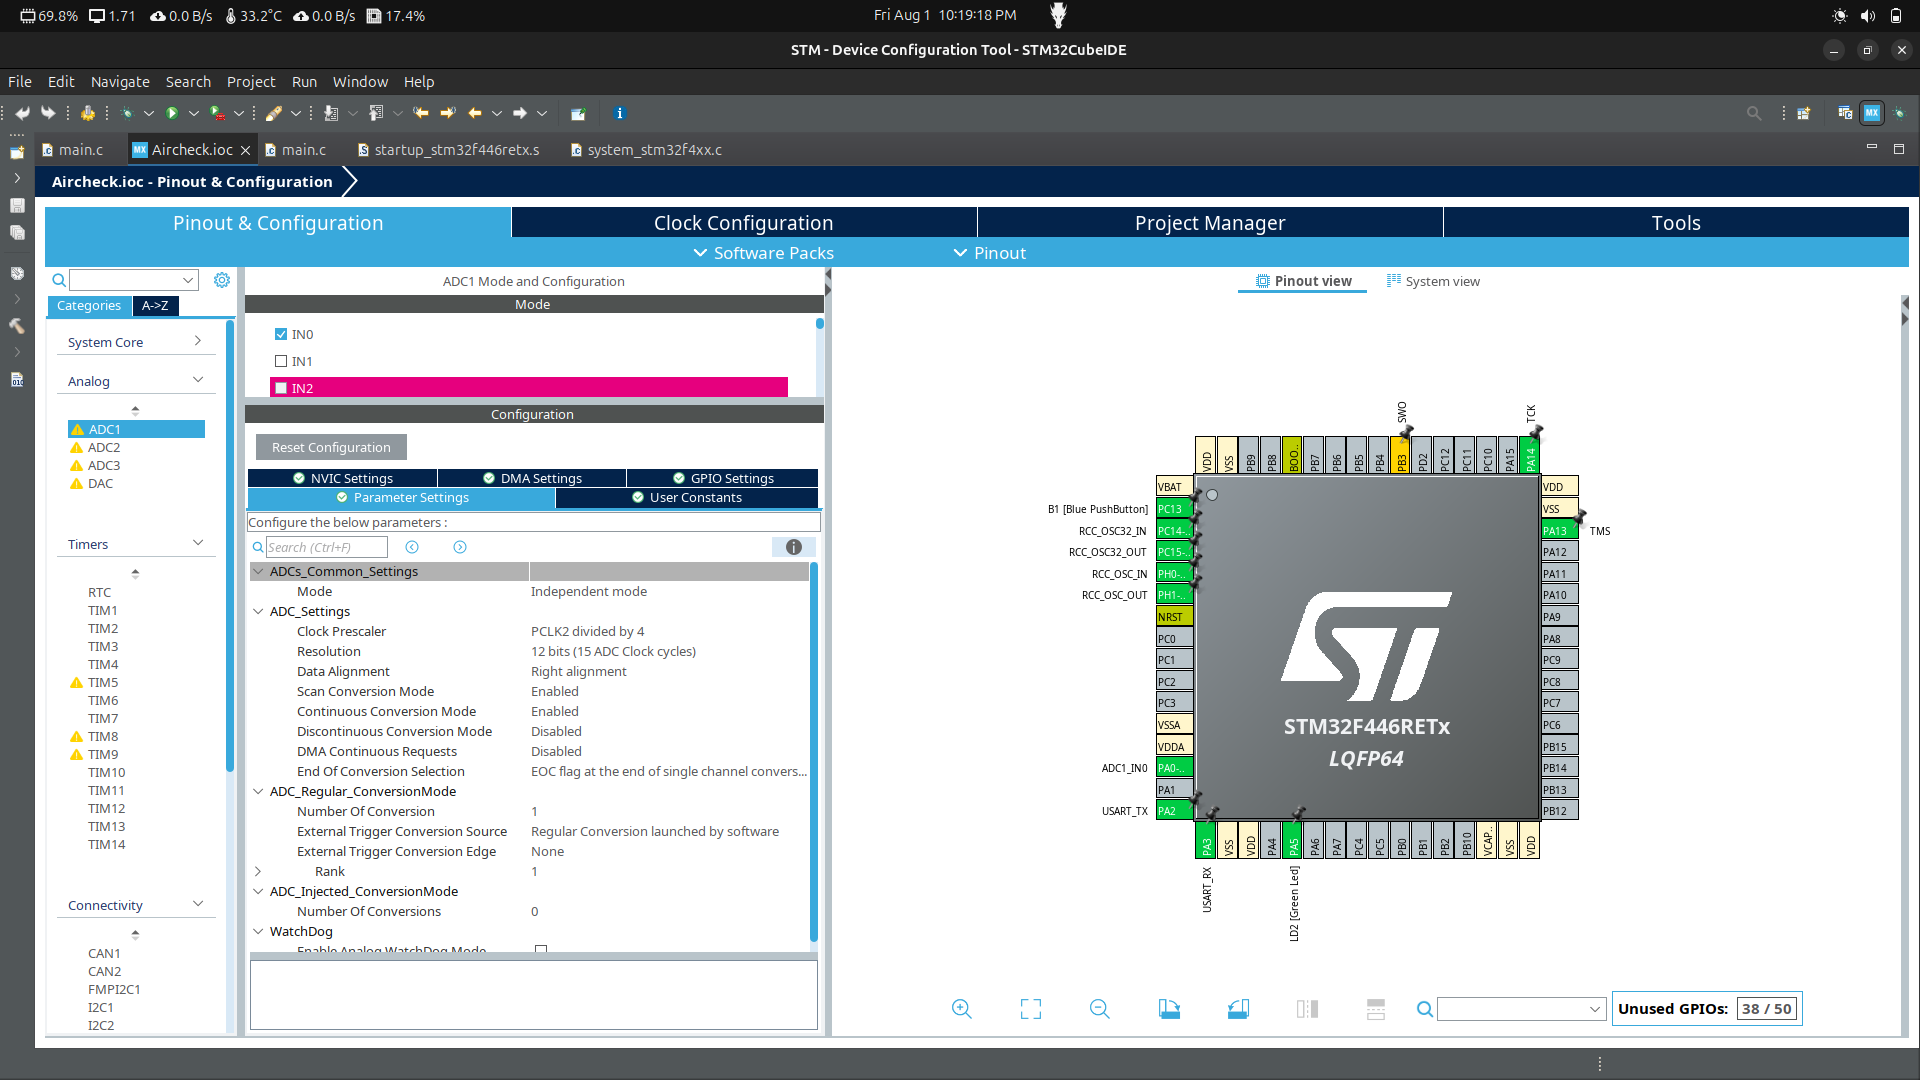 69.8% 1.71 0.0 B/s 33.2°C 0.0 B/s 17.4%
Fri Aug 1 10:19:18 PM
STM - Device Configuration Tool - STM32CubeIDE
File Edit Navigate Search Project Run Window Help
main.c Aircheck.ioc main.c startup_stm32f446retx.s system_stm32f4xx.c
Aircheck.ioc - Pinout & Configuration
Pinout & Configuration Clock Configuration Project Manager Tools
Software Packs Pinout
Categories A->Z
System Core
Analog
ADC1
ADC2
ADC3
DAC
Timers
RTC
TIM1
TIM2
TIM3
TIM4
TIM5
TIM6
TIM7
TIM8
TIM9
TIM10
TIM11
TIM12
TIM13
TIM14
Connectivity
CAN1
CAN2
FMPI2C1
I2C1
I2C2
ADC1 Mode and Configuration
Mode
IN0
IN1
IN2
Configuration
Reset Configuration
NVIC Settings DMA Settings GPIO Settings
Parameter Settings User Constants
Configure the below parameters :
Search (Ctrl+F)
ADCs_Common_Settings
Mode Independent mode
ADC_Settings
Clock Prescaler PCLK2 divided by 4
Resolution 12 bits (15 ADC Clock cycles)
Data Alignment Right alignment
Scan Conversion Mode Enabled
Continuous Conversion Mode Enabled
Discontinuous Conversion Mode Disabled
DMA Continuous Requests Disabled
End Of Conversion Selection EOC flag at the end of single channel convers...
ADC_Regular_ConversionMode
Number Of Conversion 1
External Trigger Conversion Source Regular Conversion launched by software
External Trigger Conversion Edge None
Rank 1
ADC_Injected_ConversionMode
Number Of Conversions 0
WatchDog
Enable Analog WatchDog Mode
Pinout view System view
SWO TCK
VDD VSS PB9 PB8 BOO.. PB7 PB6 PB5 PB4 PB3 PD2 PC12 PC11 PC10 PA15 PA14
VBAT
B1 [Blue PushButton] PC13
RCC_OSC32_IN PC14-..
RCC_OSC32_OUT PC15-..
RCC_OSC_IN PH0-..
RCC_OSC_OUT PH1-..
NRST
PC0
PC1
PC2
PC3
VSSA
VDDA
ADC1_IN0 PA0-..
PA1
USART_TX PA2
STM32F446RETx
LQFP64
VDD
VSS
PA13 TMS
PA12
PA11
PA10
PA9
PA8
PC9
PC8
PC7
PC6
PB15
PB14
PB13
PB12
PA3 VSS VDD PA4 PA5 PA6 PA7 PC4 PC5 PB0 PB1 PB2 PB10 VCAP.. VSS VDD
USART_RX LD2 [Green Led]
Unused GPIOs: 38 / 50